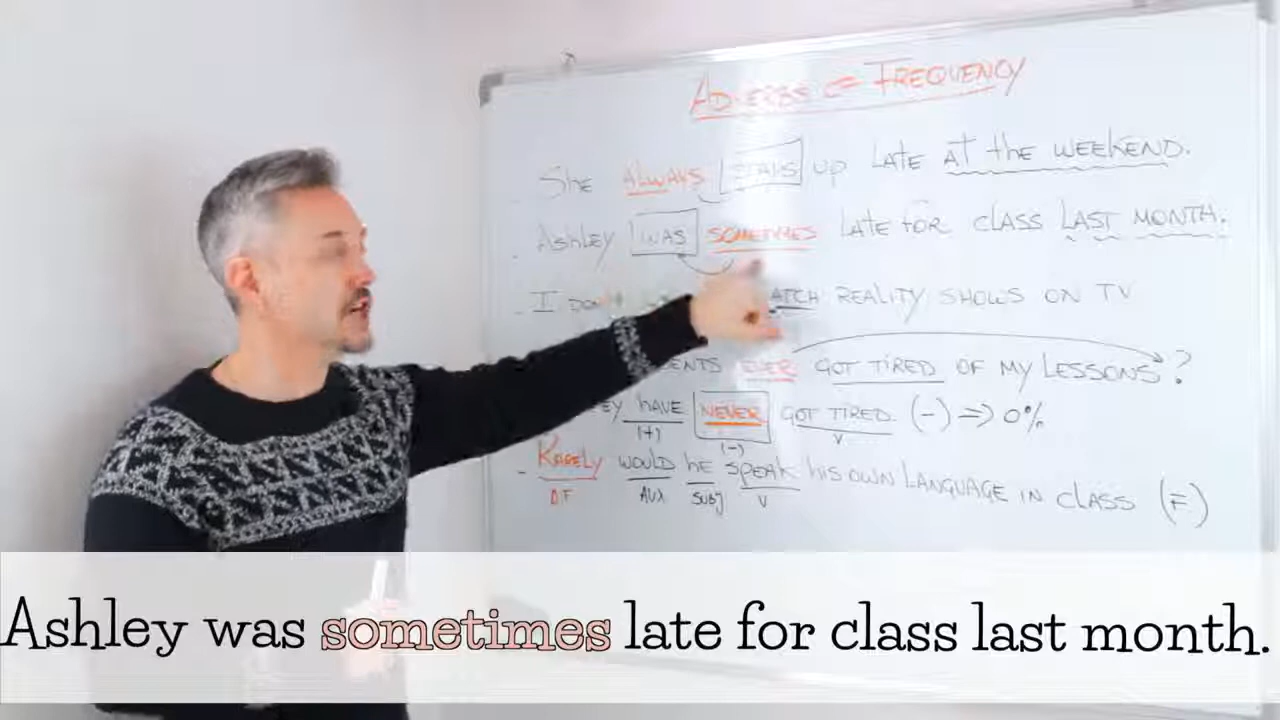 ADVERBS OF FREQUENCY
She ALWAYS STAYS up LATE AT the WEEKEND.
Ashley WAS SOMETIMES LATE FOR CLASS LAST MONTH.
- I DON'T WATCH REALITY SHOWS ON TV
EVER GOT TIRED OF MY LESSONS?
HAVE NEVER GOT TIRED. (-) => 0%
(+) (-) V
- RARELY WOULD HE SPEAK HIS OWN LANGUAGE IN CLASS (F.)
AUX SUBJ V
Ashley was sometimes late for class last month.